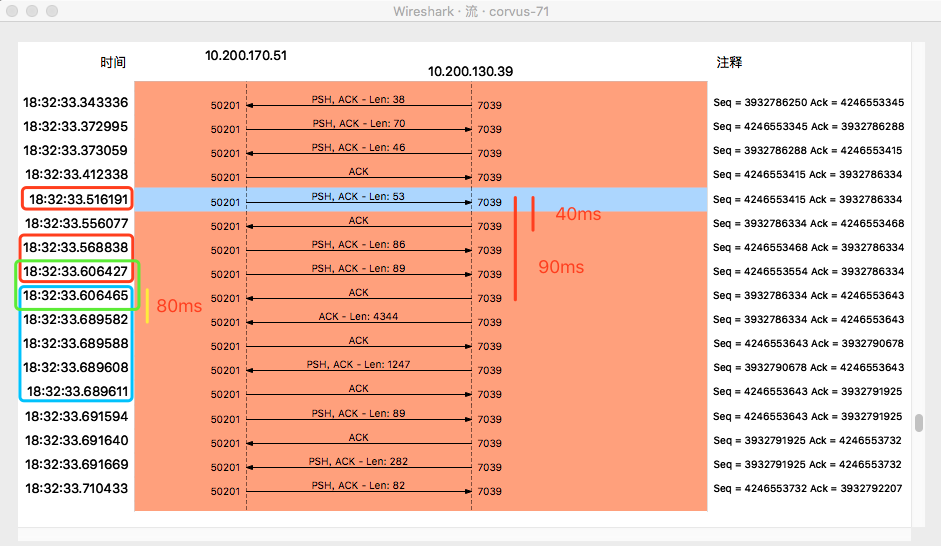 Wireshark · 流 · corvus-71
时间 10.200.170.51 10.200.130.39 注释
18:32:33.343336 50201 PSH, ACK - Len: 38 7039 Seq = 3932786250 Ack = 4246553345
18:32:33.372995 50201 PSH, ACK - Len: 70 7039 Seq = 4246553345 Ack = 3932786288
18:32:33.373059 50201 PSH, ACK - Len: 46 7039 Seq = 3932786288 Ack = 4246553415
18:32:33.412338 50201 ACK 7039 Seq = 4246553415 Ack = 3932786334
18:32:33.516191 50201 PSH, ACK - Len: 53 7039 Seq = 4246553415 Ack = 3932786334
40ms
18:32:33.556077 50201 ACK 7039 Seq = 3932786334 Ack = 4246553468
18:32:33.568838 50201 PSH, ACK - Len: 86 7039 Seq = 4246553468 Ack = 3932786334
90ms
18:32:33.606427 50201 PSH, ACK - Len: 89 7039 Seq = 4246553554 Ack = 3932786334
18:32:33.606465 50201 ACK 7039 Seq = 3932786334 Ack = 4246553643
80ms
18:32:33.689582 50201 ACK - Len: 4344 7039 Seq = 3932786334 Ack = 4246553643
18:32:33.689588 50201 ACK 7039 Seq = 4246553643 Ack = 3932790678
18:32:33.689608 50201 PSH, ACK - Len: 1247 7039 Seq = 3932790678 Ack = 4246553643
18:32:33.689611 50201 ACK 7039 Seq = 4246553643 Ack = 3932791925
18:32:33.691594 50201 PSH, ACK - Len: 89 7039 Seq = 4246553643 Ack = 3932791925
18:32:33.691640 50201 ACK 7039 Seq = 3932791925 Ack = 4246553732
18:32:33.691669 50201 PSH, ACK - Len: 282 7039 Seq = 3932791925 Ack = 4246553732
18:32:33.710433 50201 PSH, ACK - Len: 82 7039 Seq = 4246553732 Ack = 3932792207